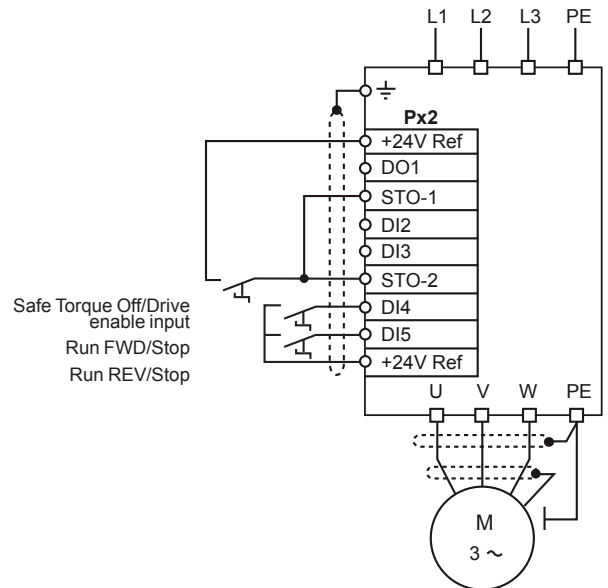 L1 L2 L3 PE
Px2
+24V Ref
DO1
STO-1
DI2
DI3
STO-2
DI4
DI5
+24V Ref
Safe Torque Off/Drive
enable input
Run FWD/Stop
Run REV/Stop
U V W PE
M
3 ~